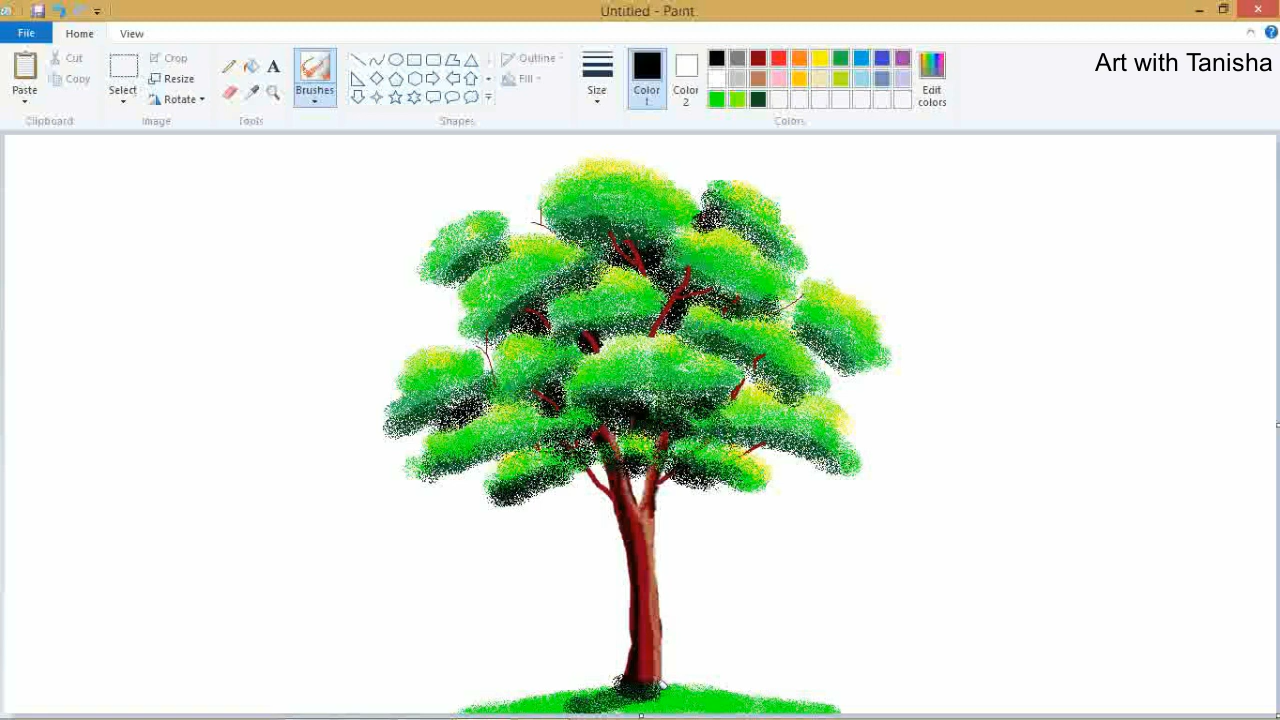 Untitled - Paint
File Home View
Art with Tanisha
Paste
Cut
Copy
Clipboard
Select
Crop
Resize
Rotate
Image
A
Tools
Brushes
Outline
Fill
Shapes
Size
Color
1
Color
2
Edit
colors
Colors